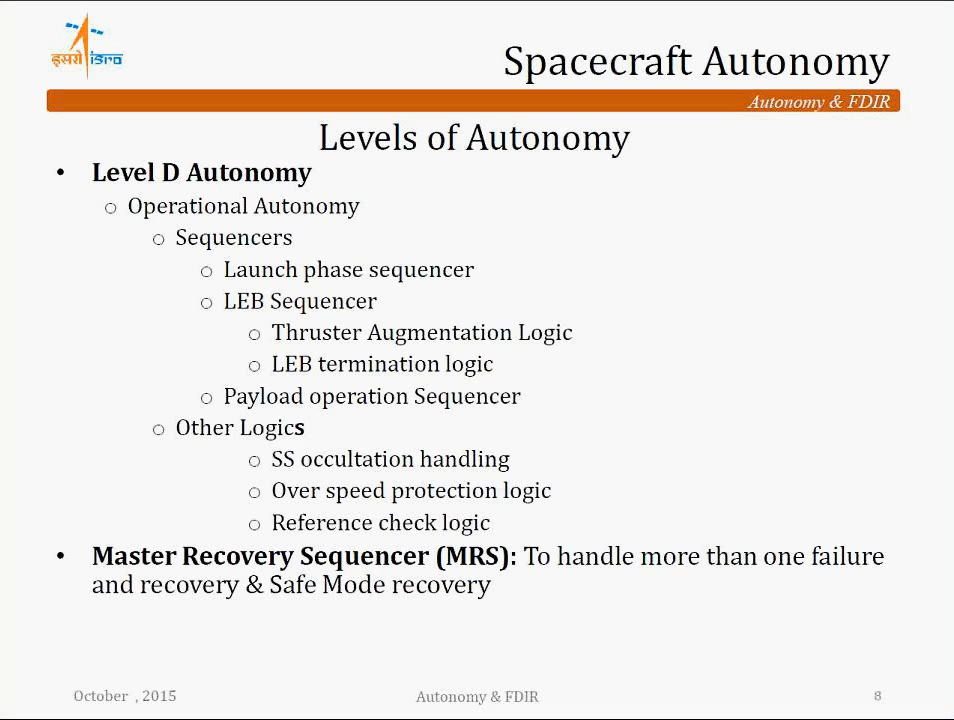 इसरो isro
Spacecraft Autonomy
Autonomy & FDIR
Levels of Autonomy
• Level D Autonomy
○ Operational Autonomy
○ Sequencers
○ Launch phase sequencer
○ LEB Sequencer
○ Thruster Augmentation Logic
○ LEB termination logic
○ Payload operation Sequencer
○ Other Logics
○ SS occultation handling
○ Over speed protection logic
○ Reference check logic
• Master Recovery Sequencer (MRS): To handle more than one failure
and recovery & Safe Mode recovery
October , 2015 Autonomy & FDIR 8